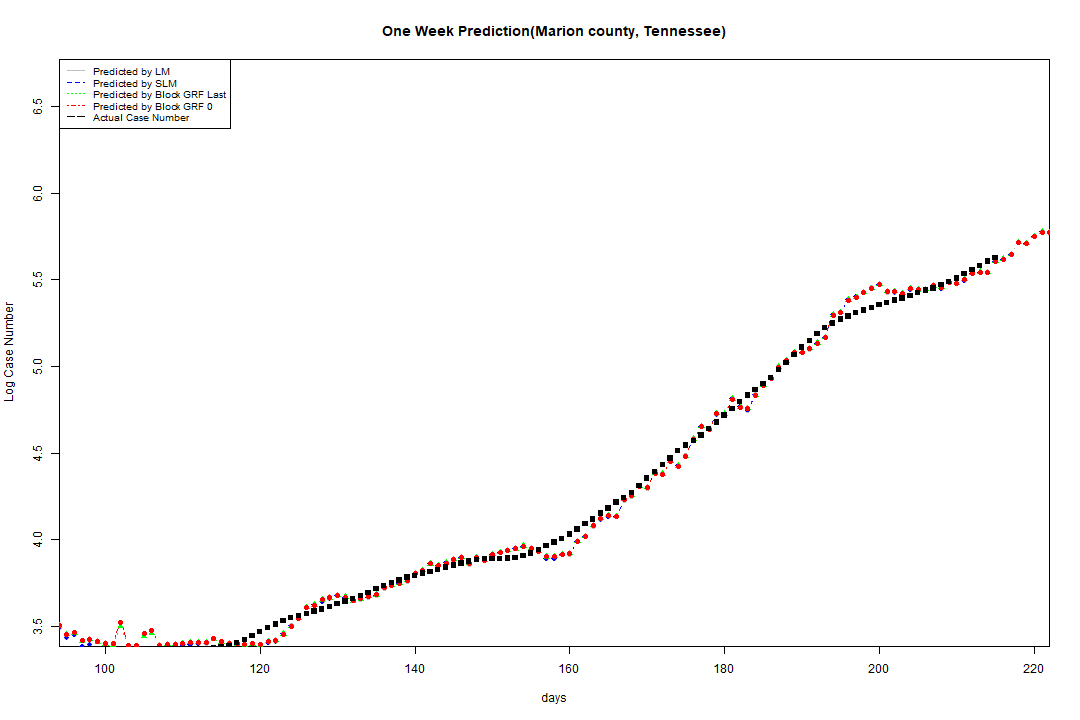 One Week Prediction(Marion county, Tennessee)
Predicted by LM
Predicted by SLM
Predicted by Block GRF Last
Predicted by Block GRF 0
Actual Case Number
6.5
6.0
5.5
5.0
4.5
4.0
3.5
Log Case Number
100 120 140 160 180 200 220
days